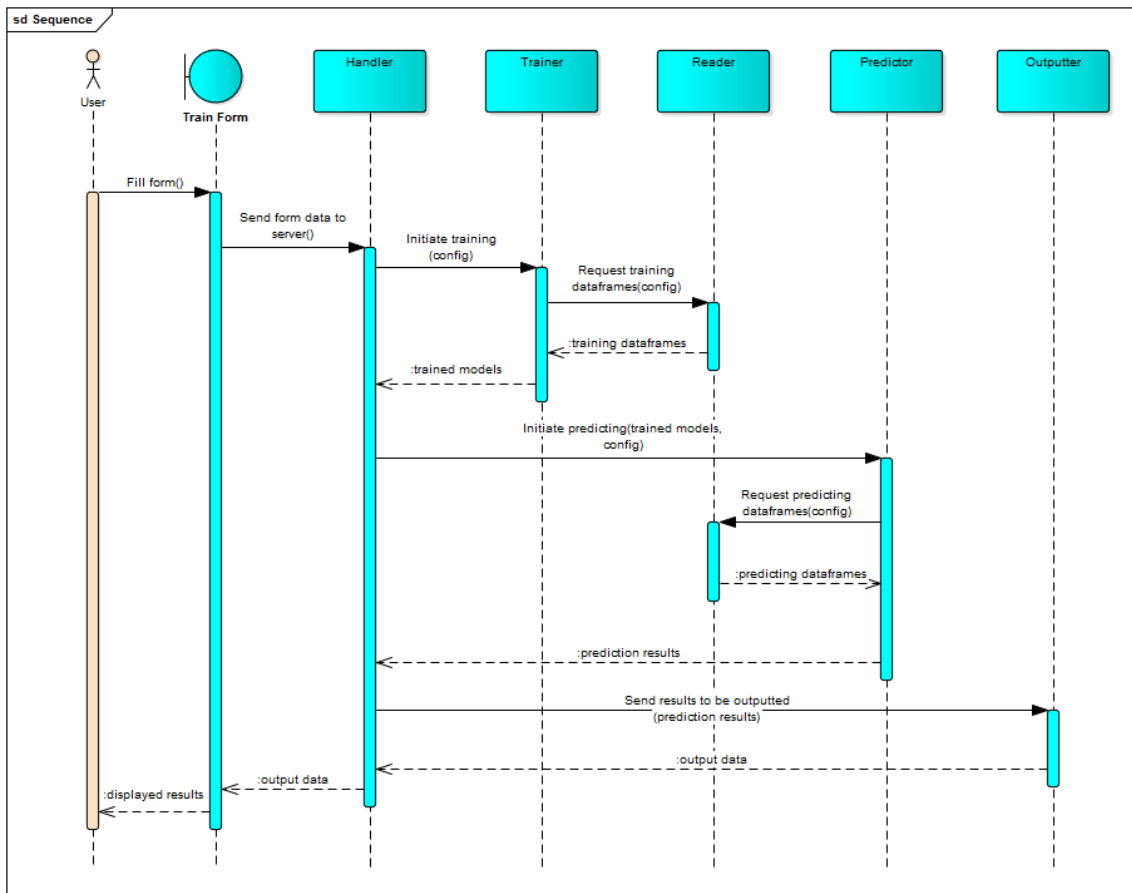 sd Sequence
User
Train Form
Handler
Trainer
Reader
Predictor
Outputter
Fill form()
Send form data to
server()
Initiate training
(config)
Request training
dataframes(config)
:training dataframes
:trained models
Initiate predicting(trained models,
config)
Request predicting
dataframes(config)
:predicting dataframes
:prediction results
Send results to be outputted
(prediction results)
:output data
:output data
:displayed results